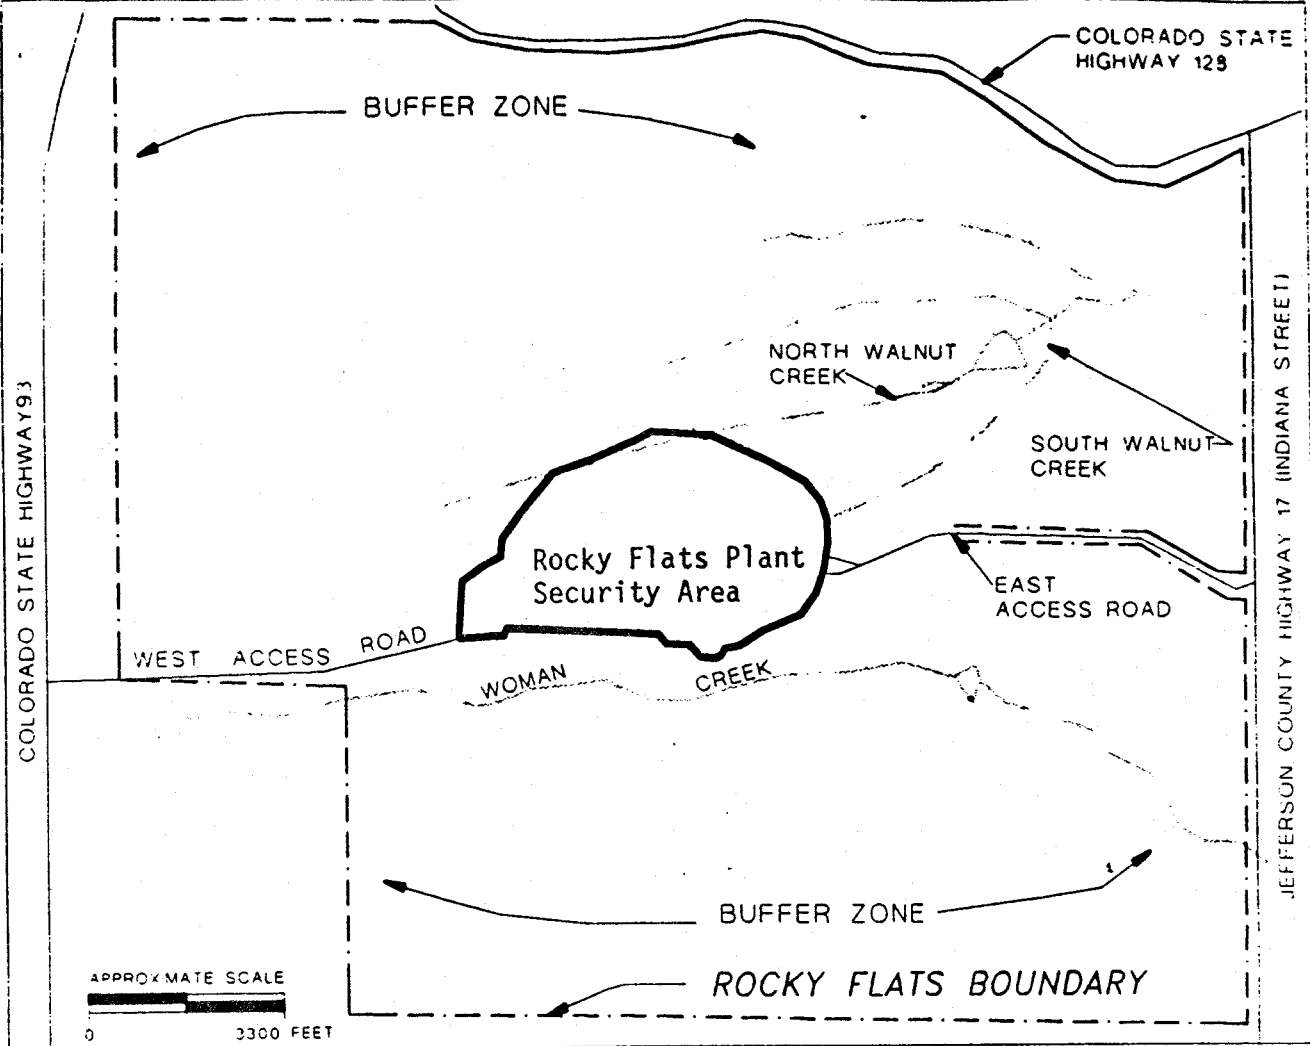 COLORADO STATE
HIGHWAY 128
BUFFER ZONE
NORTH WALNUT
CREEK
SOUTH WALNUT
CREEK
COLORADO STATE HIGHWAY 93
JEFFERSON COUNTY HIGHWAY 17 (INDIANA STREET)
Rocky Flats Plant
Security Area
EAST
ACCESS ROAD
WEST ACCESS ROAD
WOMAN CREEK
BUFFER ZONE
APPROXIMATE SCALE
0 3300 FEET
ROCKY FLATS BOUNDARY